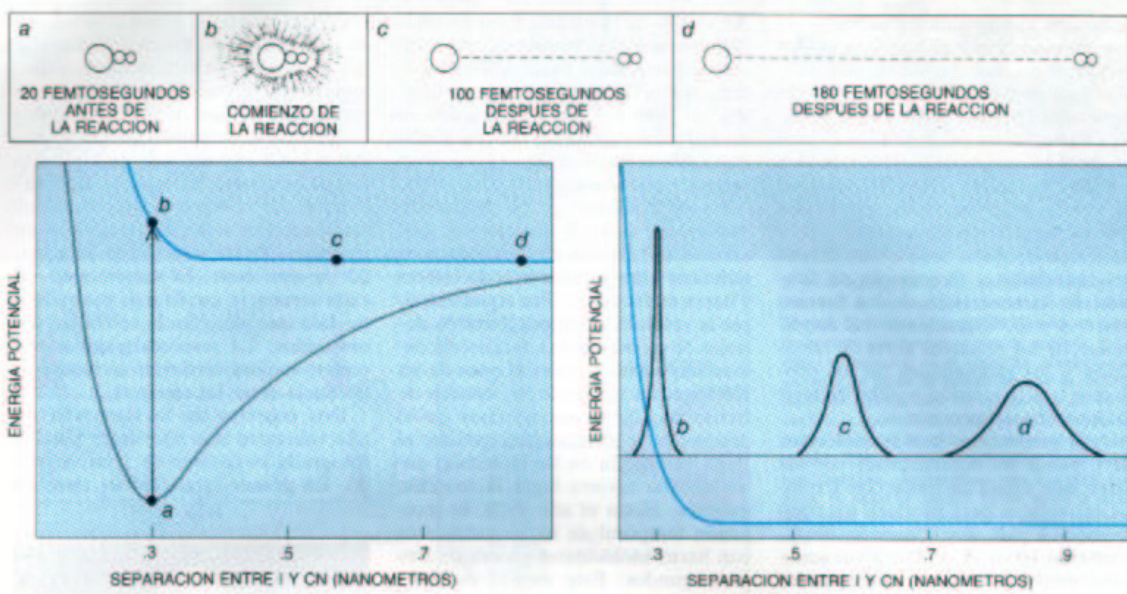 a
20 FEMTOSEGUNDOS
ANTES DE
LA REACCION
b
COMIENZO DE
LA REACCION
c
100 FEMTOSEGUNDOS
DESPUES DE
LA REACCION
d
180 FEMTOSEGUNDOS
DESPUES DE LA REACCION
ENERGIA POTENCIAL
b
c
d
a
.3 .5 .7
SEPARACION ENTRE I Y CN (NANOMETROS)
ENERGIA POTENCIAL
b c d
.3 .5 .7 .9
SEPARACION ENTRE I Y CN (NANOMETROS)